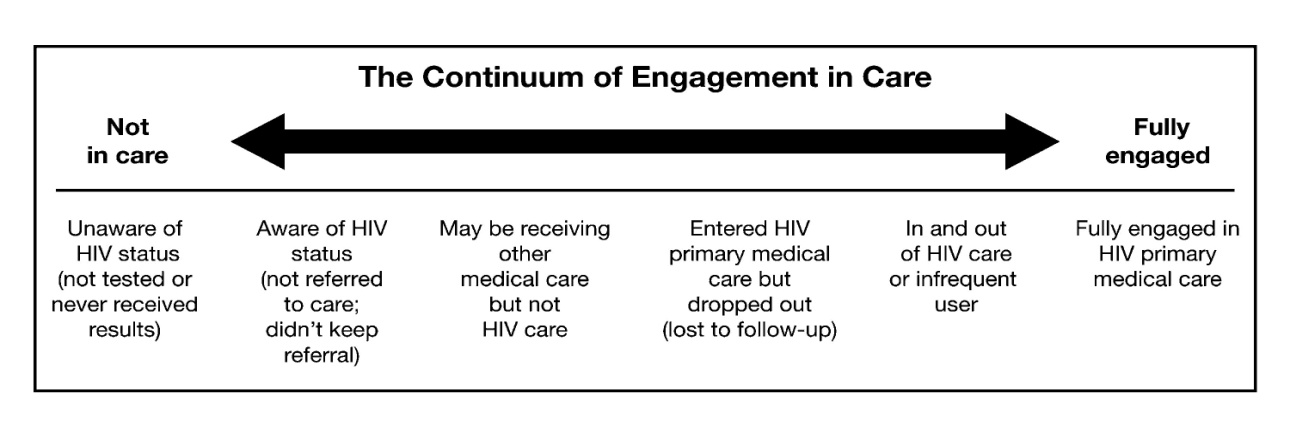 The Continuum of Engagement in Care
Not
in care
Fully
engaged
Unaware of
HIV status
(not tested or
never received
results)
Aware of HIV
status
(not referred
to care;
didn't keep
referral)
May be receiving
other
medical care
but not
HIV care
Entered HIV
primary medical
care but
dropped out
(lost to follow-up)
In and out
of HIV care
or infrequent
user
Fully engaged in
HIV primary
medical care